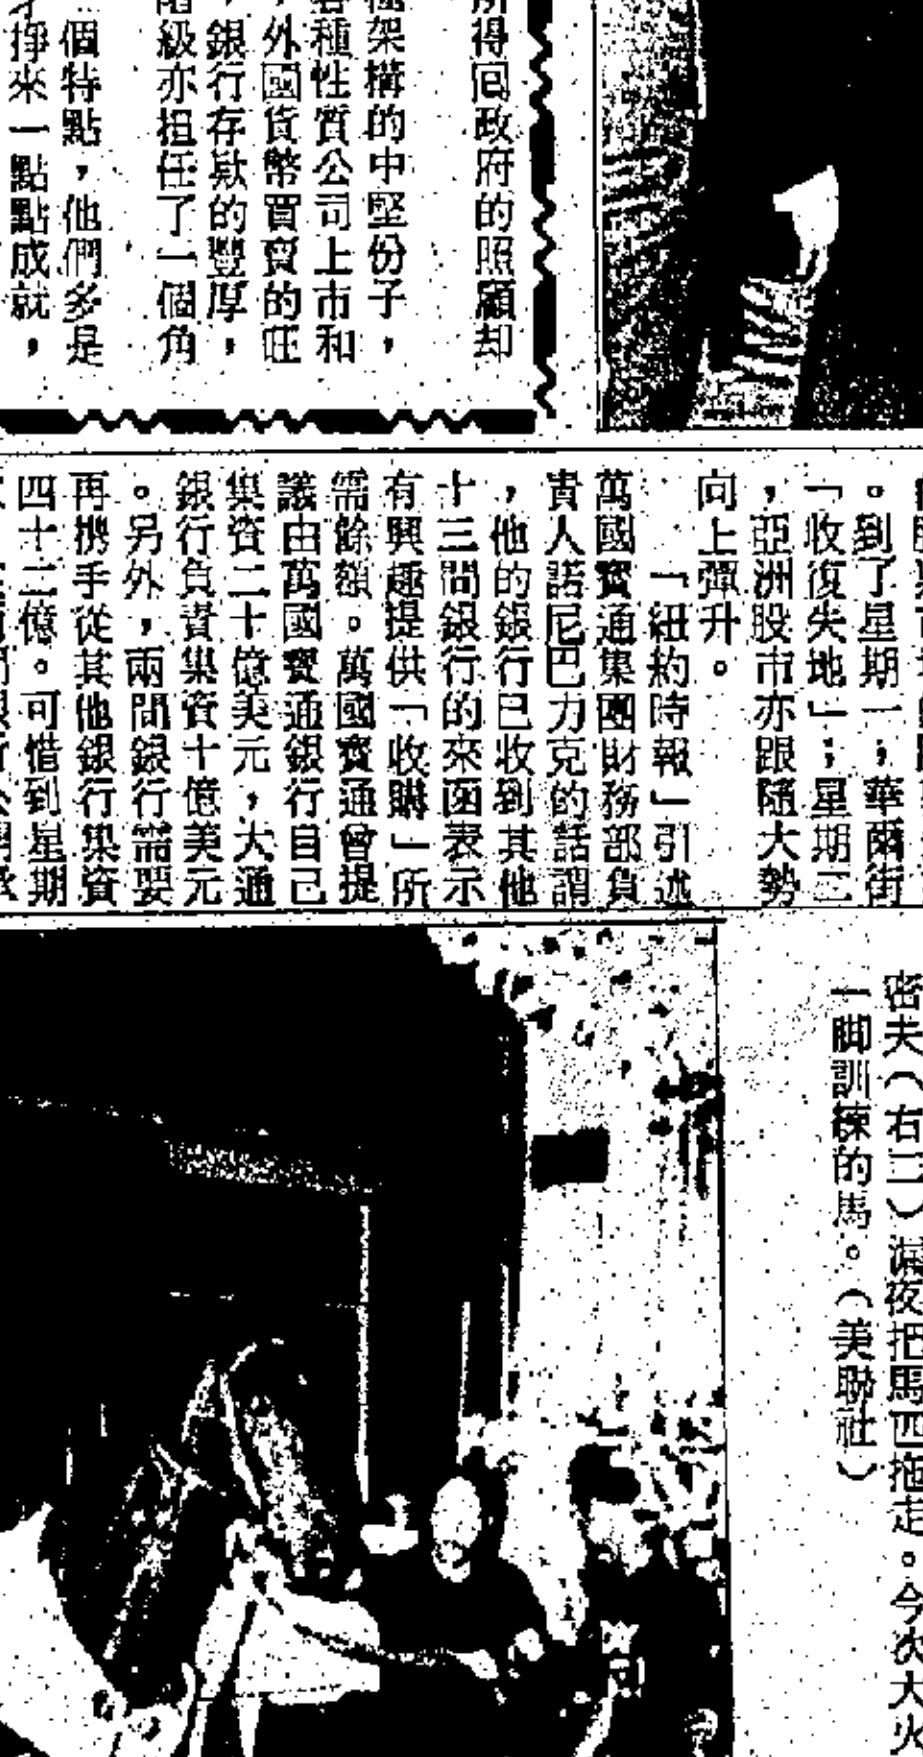 所得回政府的照顧却
架構的中堅份子，
種性質公司上市和
，外國貨幣買賣的旺
，銀行存款的豐厚，
階級亦担任了一個角
個特點，他們多是
掙來一點點成就，
。到了星期一，華爾街
「收復失地」；星期二
，亞洲股市亦跟隨大勢
向上彈升。
「紐約時報」引述
萬國寶通集團財務部負
責人諾尼巴力克的話謂
，他的銀行已收到其他
十三間銀行的來函表示
有興趣提供「收購」所
需餘額。萬國寶通曾提
議由萬國寶通銀行自己
集資二十億美元，大通
銀行負責集資十億美元
。另外，兩間銀行需要
再携手從其他銀行集資
四十二億。可惜到星期
密夫（右二）漏夜把馬匹拖走。今次大火
一脚訓練的馬。（美聯社）